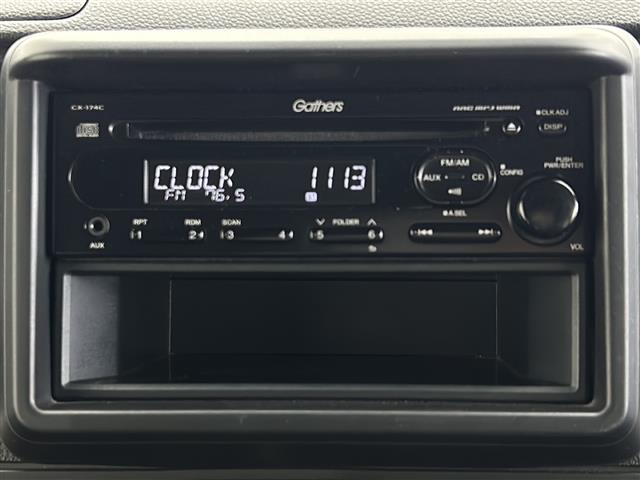 CX-174C
Gathers
AAC MP3 WMA
CLK ADJ
DISP
CLOCK 1113
FM 76.5
FM/AM
AUX CD
CONFIG
A.SEL
PUSH
PWR/ENTER
VOL
AUX
RPT RDM SCAN FOLDER
1 2 3 4 5 6